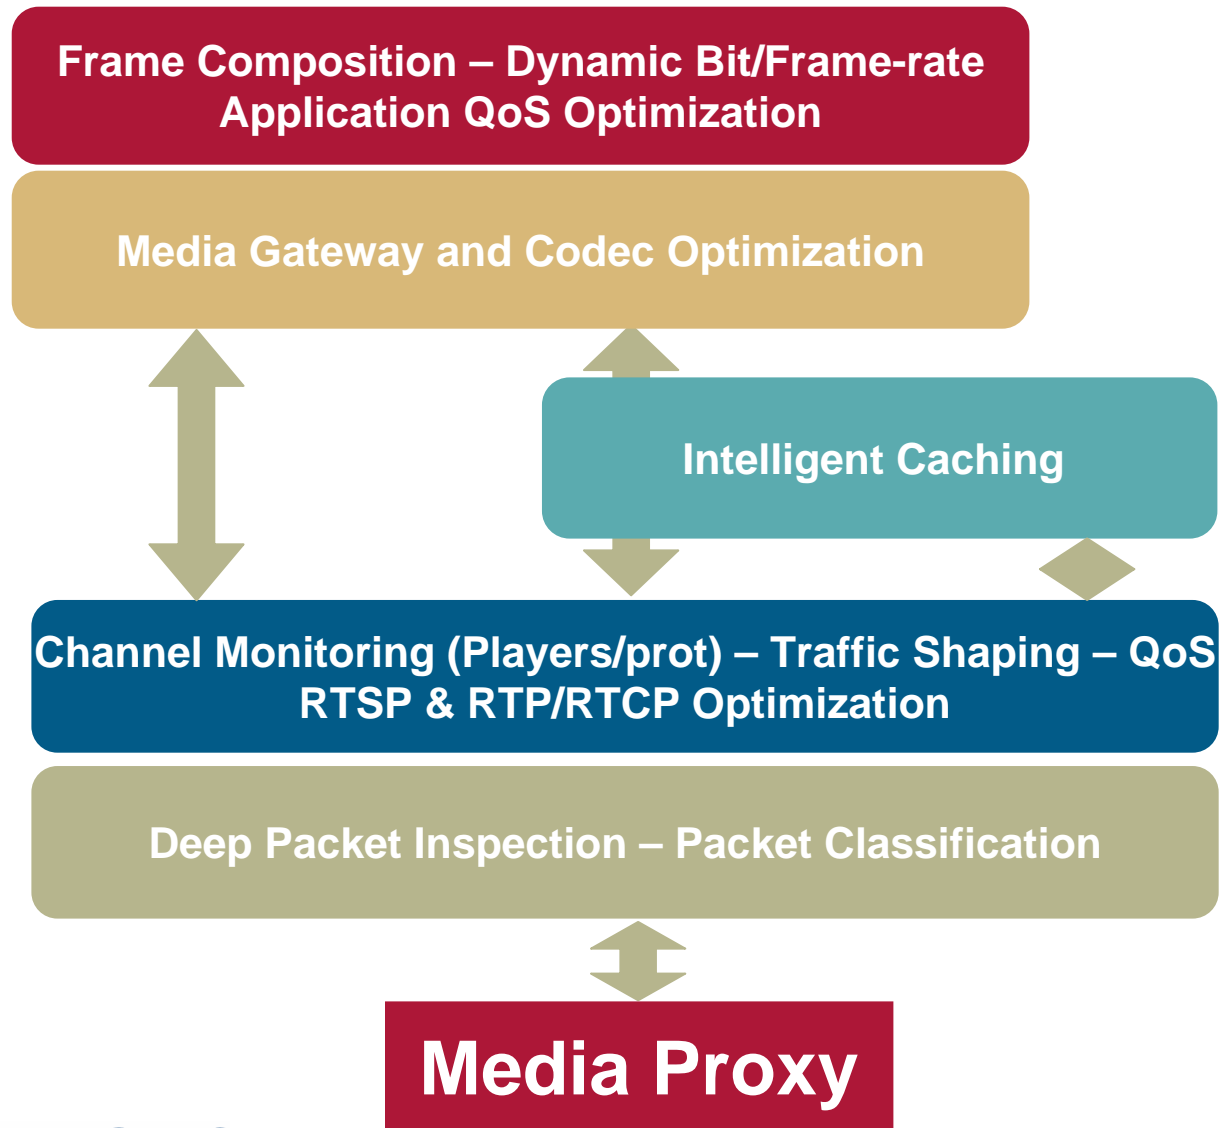 Frame Composition – Dynamic Bit/Frame-rate
Application QoS Optimization
Media Gateway and Codec Optimization
Intelligent Caching
Channel Monitoring (Players/prot) – Traffic Shaping – QoS
RTSP & RTP/RTCP Optimization
Deep Packet Inspection – Packet Classification
Media Proxy